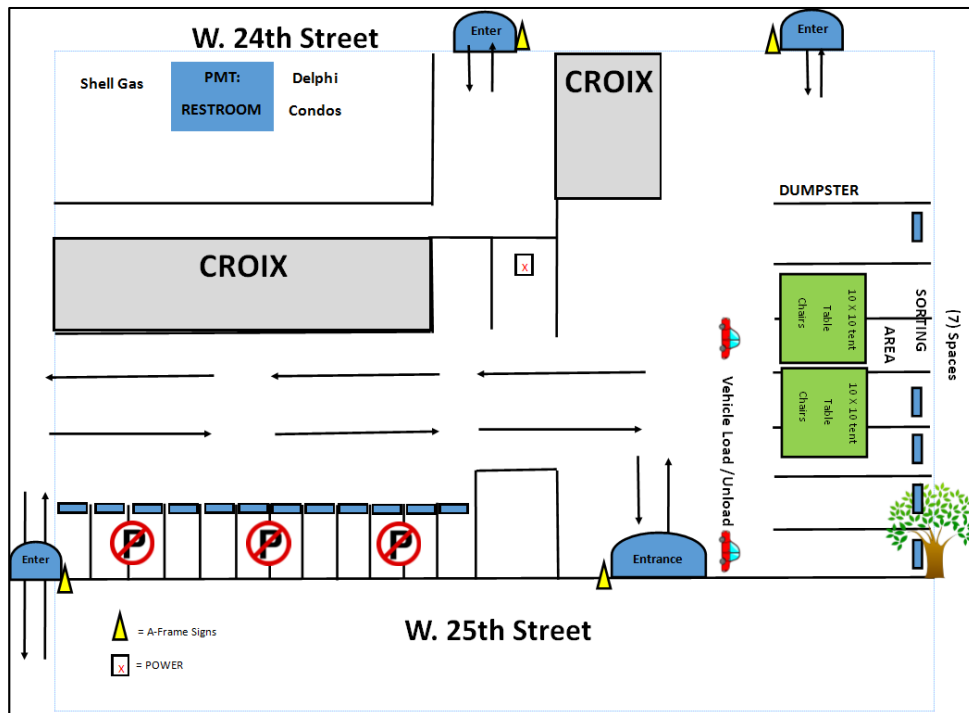 W. 24th Street
Enter
Enter
Shell Gas
PMT:
RESTROOM
Delphi
Condos
CROIX
DUMPSTER
CROIX
x
10 X 10 tent
Table
Chairs
SORTING
AREA
(7) Spaces
10 X 10 tent
Table
Chairs
Vehicle Load /Unload
P
P
P
Enter
Entrance
W. 25th Street
= A-Frame Signs
x
= POWER